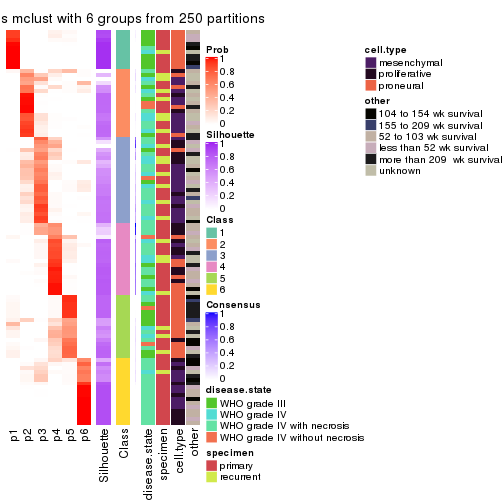 s mclust with 6 groups from 250 partitions
Prob
1
0.8
0.6
0.4
0.2
0
Silhouette
1
0.8
0.6
0.4
0.2
0
Class
1
2
3
4
5
6
Consensus
1
0.8
0.6
0.4
0.2
0
disease.state
WHO grade III
WHO grade IV
WHO grade IV with necrosis
WHO grade IV without necrosis
specimen
primary
recurrent
cell.type
mesenchymal
proliferative
proneural
other
104 to 154 wk survival
155 to 209 wk survival
52 to 103 wk survival
less than 52 wk survival
more than 209  wk survival
unknown
p1
p2
p3
p4
p5
p6
Silhouette
Class
disease.state
specimen
cell.type
other